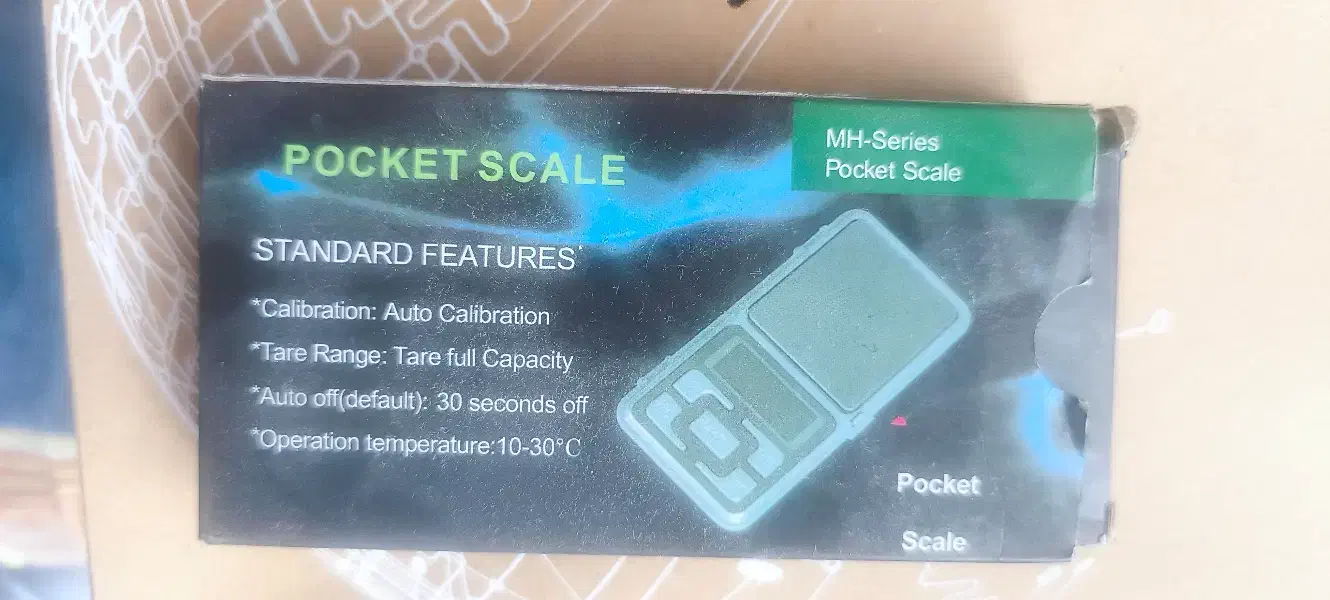 POCKET SCALE
MH-Series
Pocket Scale
STANDARD FEATURES*
*Calibration: Auto Calibration
*Tare Range: Tare full Capacity
*Auto off(default): 30 seconds off
*Operation temperature:10-30°C
Pocket
Scale